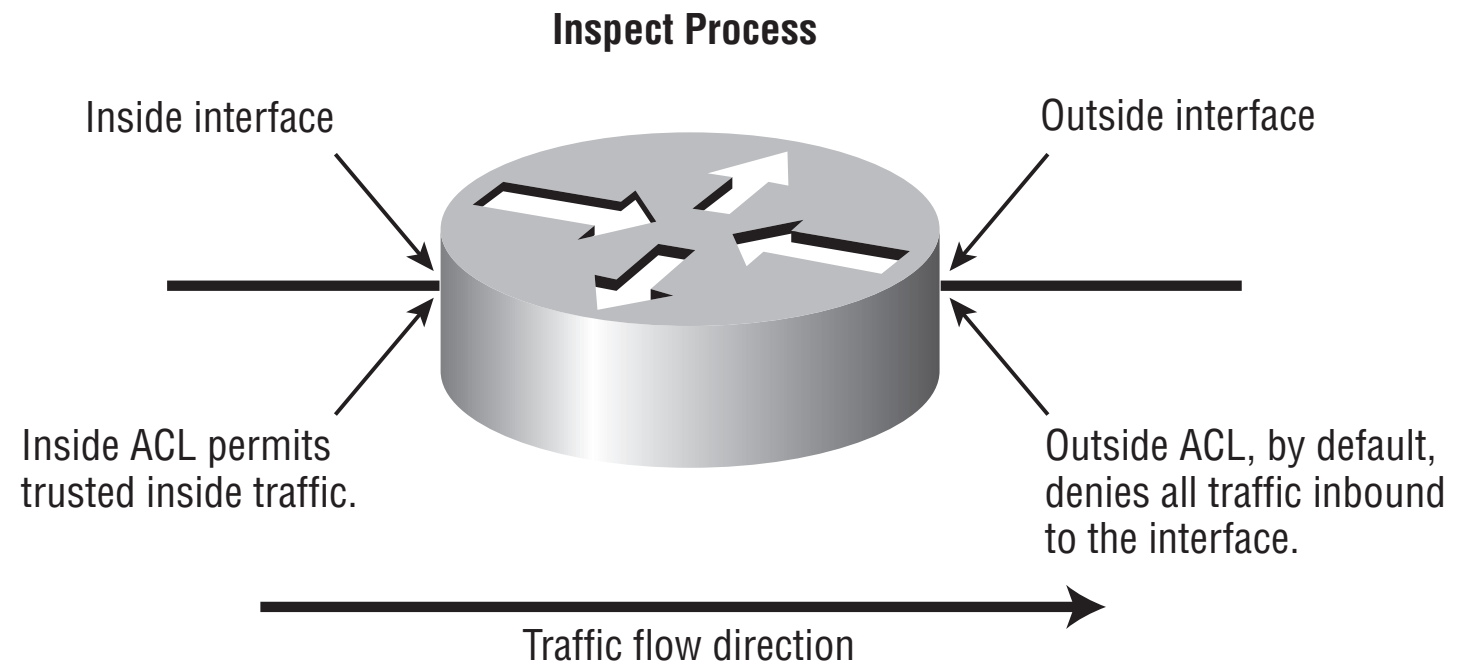 Inspect Process
Inside interface
Outside interface
Inside ACL permits
trusted inside traffic.
Outside ACL, by default,
denies all traffic inbound
to the interface.
Traffic flow direction